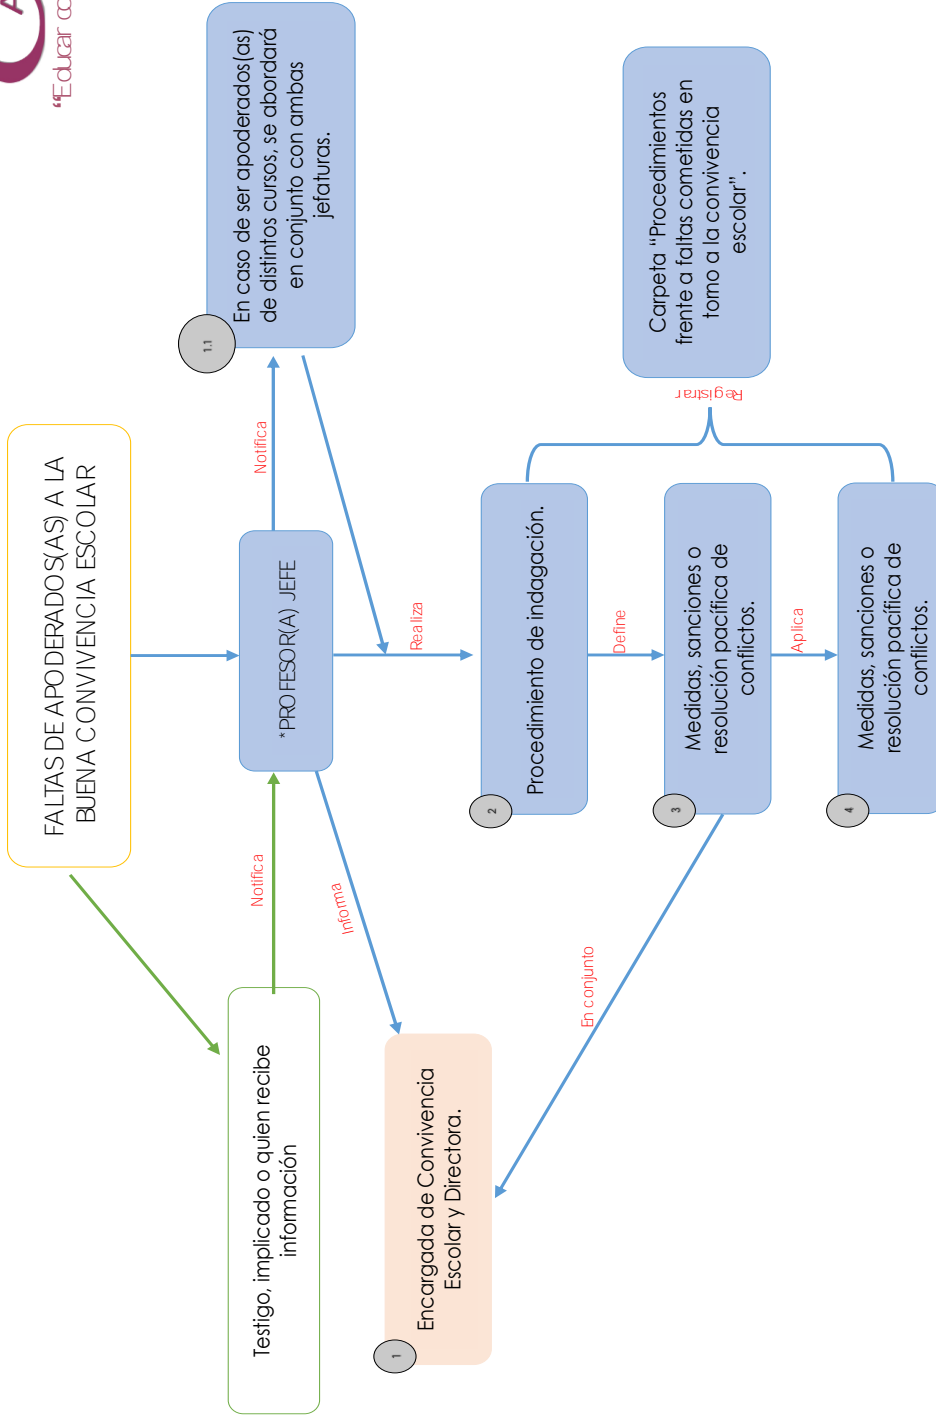 "Educar co
FALTAS DE APODERADOS(AS) A LA
BUENA CONVIVENCIA ESCOLAR
Testigo, implicado o quien recibe
información
Notifica
*PROFESOR(A) JEFE
Notifica
1.1
En caso de ser apoderados(as)
de distintos cursos, se abordará
en conjunto con ambas
jefaturas.
Informa
Realiza
1
Encargada de Convivencia
Escolar y Directora.
2
Procedimiento de indagación.
Define
En conjunto
3
Medidas, sanciones o
resolución pacífica de
conflictos.
Aplica
4
Medidas, sanciones o
resolución pacífica de
conflictos.
Registrar
Carpeta "Procedimientos
frente a faltas cometidas en
torno a la convivencia
escolar".